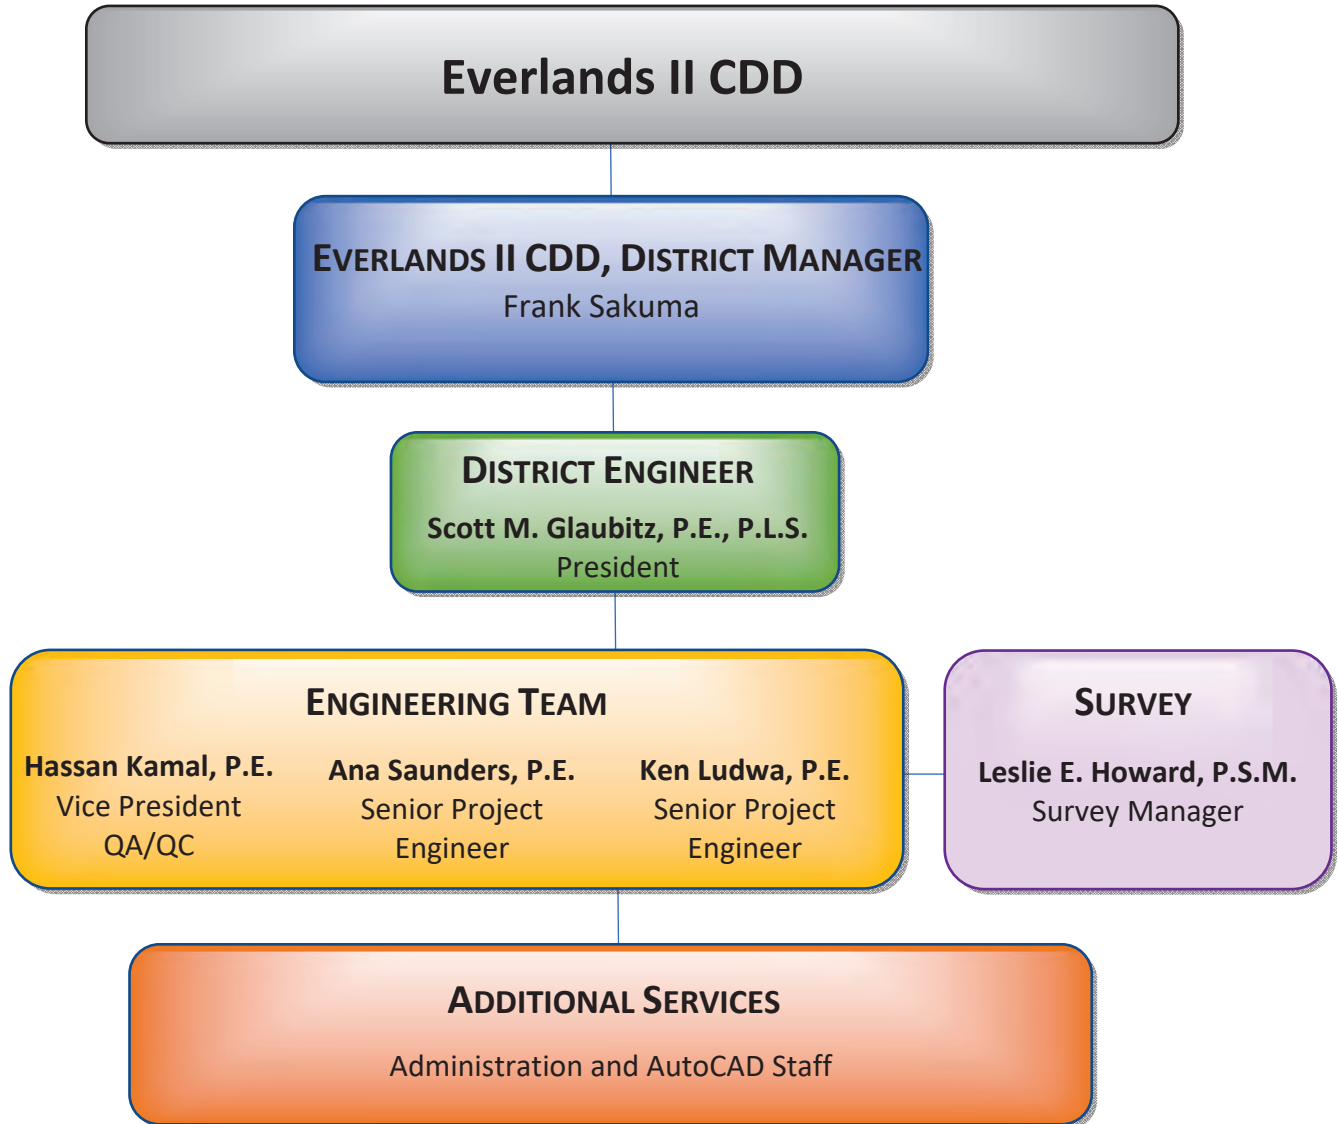 Everlands II CDD
EVERLANDS II CDD, DISTRICT MANAGER
Frank Sakuma
DISTRICT ENGINEER
Scott M. Glaubitz, P.E., P.L.S.
President
ENGINEERING TEAM
Hassan Kamal, P.E.
Vice President
QA/QC
Ana Saunders, P.E.
Senior Project
Engineer
Ken Ludwa, P.E.
Senior Project
Engineer
SURVEY
Leslie E. Howard, P.S.M.
Survey Manager
ADDITIONAL SERVICES
Administration and AutoCAD Staff